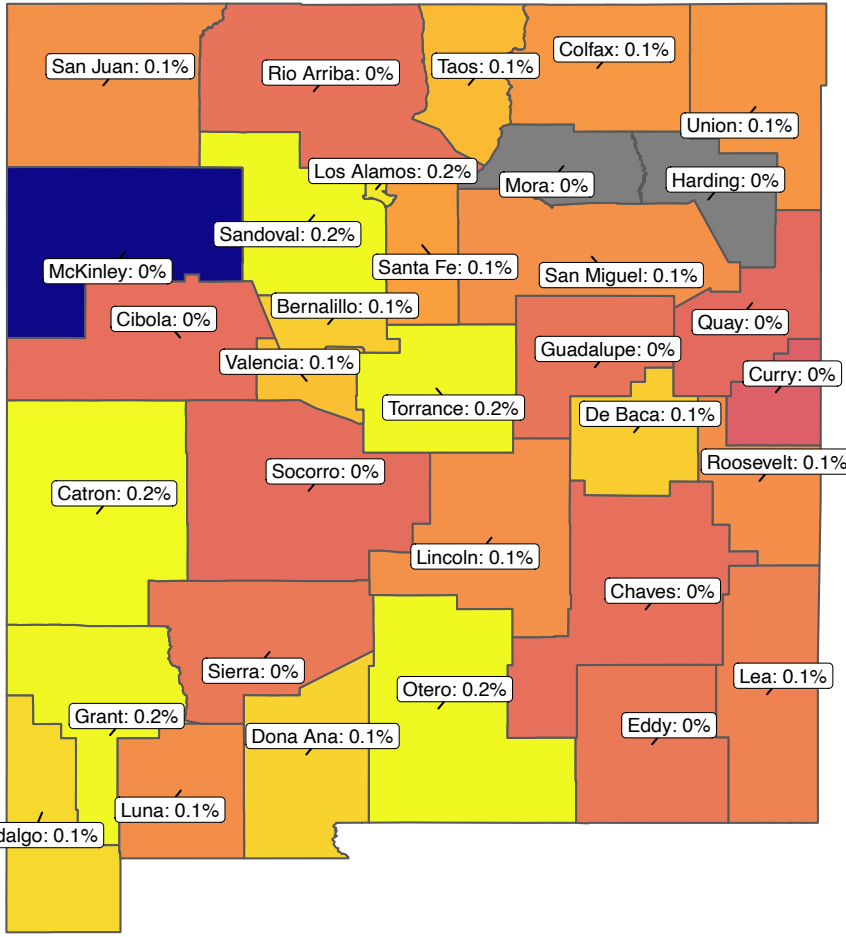 Colfax: 0.1%
San Juan: 0.1%
Rio Arriba: 0%
Taos: 0.1%
Union: 0.1%
Los Alamos: 0.2%
Mora: 0%
Harding: 0%
Sandoval: 0.2%
McKinley: 0%
Santa Fe: 0.1%
San Miguel: 0.1%
Bernalillo: 0.1%
Cibola: 0%
Quay: 0%
Guadalupe: 0%
Valencia: 0.1%
Curry: 0%
Torrance: 0.2%
De Baca: 0.1%
Roosevelt: 0.1%
Socorro: 0%
Catron: 0.2%
Lincoln: 0.1%
Chaves: 0%
Sierra: 0%
Lea: 0.1%
Otero: 0.2%
Grant: 0.2%
Eddy: 0%
Dona Ana: 0.1%
Luna: 0.1%
dalgo: 0.1%